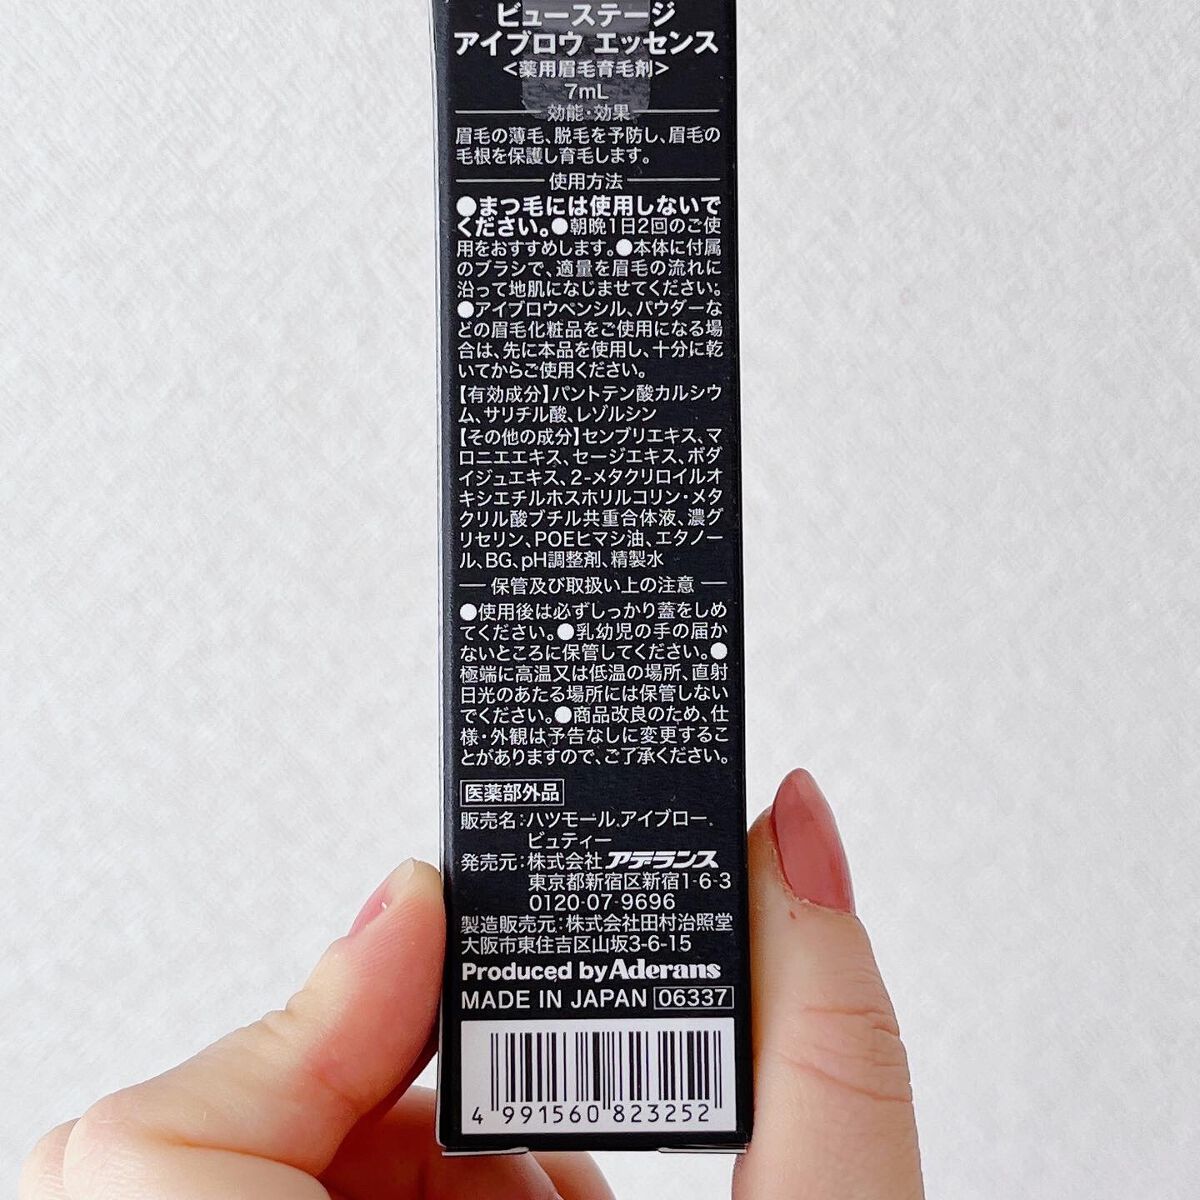 ビューステージ
アイブロウ エッセンス
<薬用眉毛育毛剤>
7mL
効能・効果
眉毛の薄毛、脱毛を予防し、眉毛の
毛根を保護し育毛します。
使用方法
●まつ毛には使用しないで
ください。●朝晩1日2回のご使
用をおすすめします。●本体に付属
のブラシで、適量を眉毛の流れに
沿って地肌になじませてください。
●アイブロウペンシル、パウダーな
どの眉毛化粧品をご使用になる場
合は、先に本品を使用し、十分に乾
いてからご使用ください。
【有効成分】パントテン酸カルシウ
ム、サリチル酸、レゾルシン
【その他の成分】センブリエキス、マ
ロニエエキス、セージエキス、ボダ
イジュエキス、2-メタクリロイルオ
キシエチルホスホリルコリン・メタ
クリル酸ブチル共重合体液、濃グ
リセリン、POEヒマシ油、エタノー
ル、BG、pH調整剤、精製水
保管及び取扱い上の注意
●使用後は必ずしっかり蓋をしめ
てください。●乳幼児の手の届か
ないところに保管してください。●
極端に高温又は低温の場所、直射
日光のあたる場所には保管しない
でください。●商品改良のため、仕
様・外観は予告なしに変更するこ
とがありますので、ご了承ください。
医薬部外品
販売名:ハツモール.アイブロー.
ビュティー
発売元:株式会社アデランス
東京都新宿区新宿1-6-3
0120-07-9696
製造販売元:株式会社田村治照堂
大阪市東住吉区山坂3-6-15
Produced by Aderans
MADE IN JAPAN 06337
4 991560 823252